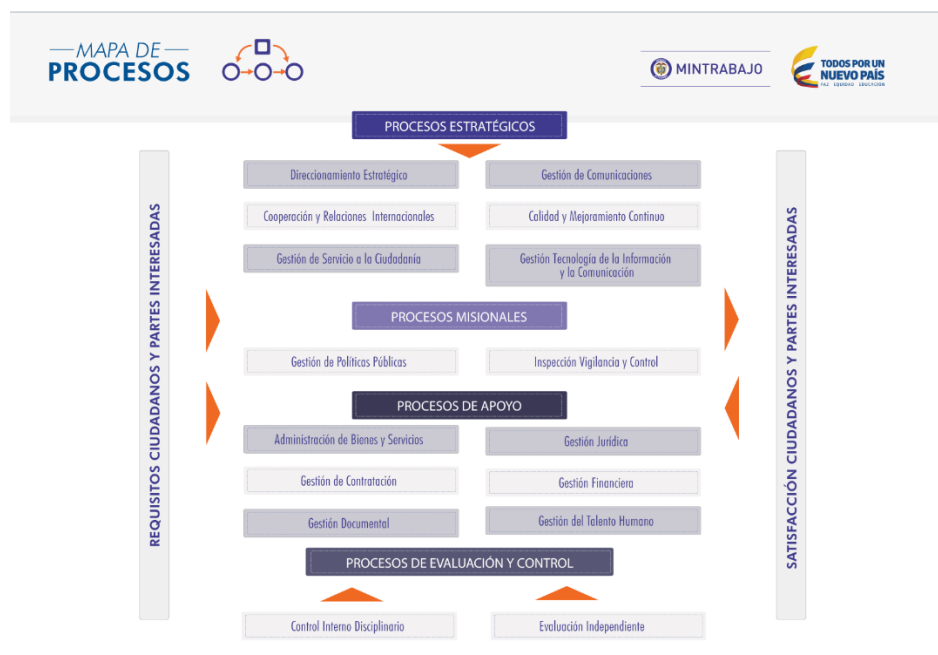 MAPA DE
PROCESOS
MINTRABAJO
TODOS POR UN
NUEVO PAÍS
PAZ EQUIDAD EDUCACIÓN
PROCESOS ESTRATÉGICOS
Direccionamiento Estratégico
Gestión de Comunicaciones
Cooperación y Relaciones Internacionales
Calidad y Mejoramiento Continuo
Gestión de Servicio a la Ciudadanía
Gestión Tecnología de la Información
y la Comunicación
PROCESOS MISIONALES
Gestión de Políticas Públicas
Inspección Vigilancia y Control
PROCESOS DE APOYO
Administración de Bienes y Servicios
Gestión Jurídica
Gestión de Contratación
Gestión Financiera
Gestión Documental
Gestión del Talento Humano
PROCESOS DE EVALUACIÓN Y CONTROL
Control Interno Disciplinario
Evaluación Independiente
REQUISITOS CIUDADANOS Y PARTES INTERESADAS
SATISFACCIÓN CIUDADANOS Y PARTES INTERESADAS